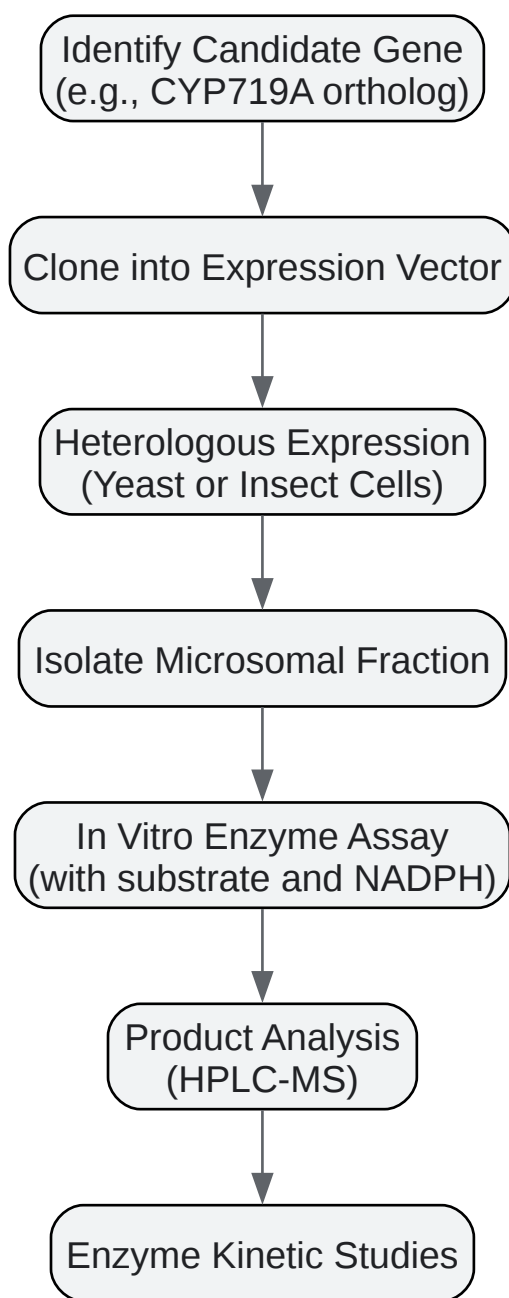 Identify Candidate Gene
(e.g., CYP719A ortholog)
Clone into Expression Vector
Heterologous Expression
(Yeast or Insect Cells)
Isolate Microsomal Fraction
In Vitro Enzyme Assay
(with substrate and NADPH)
Product Analysis
(HPLC-MS)
Enzyme Kinetic Studies